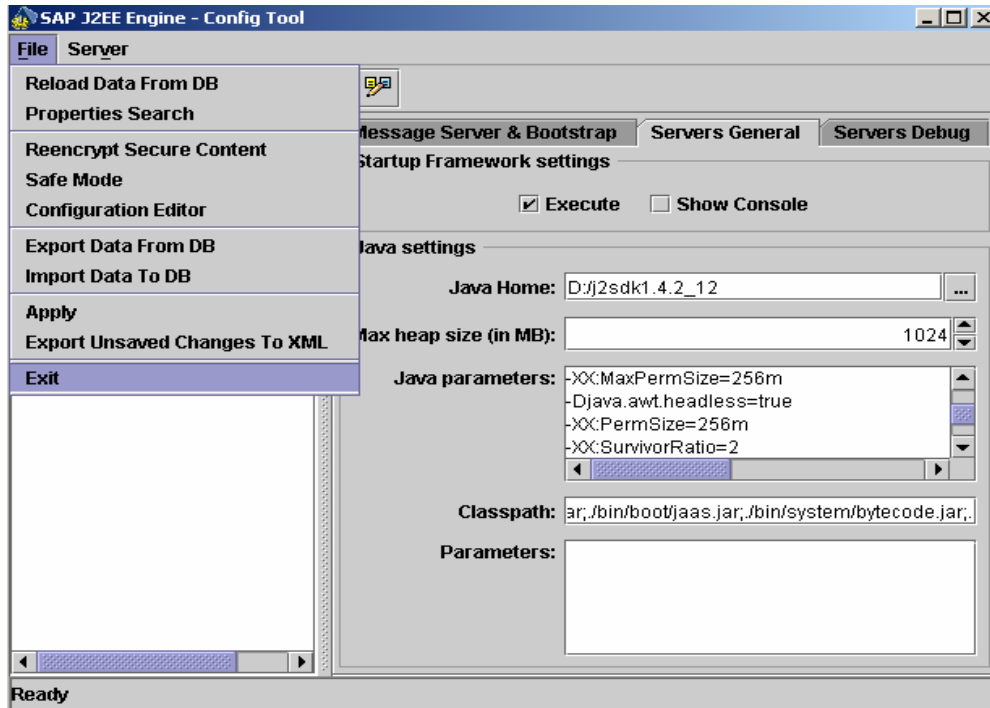 SAP J2EE Engine - Config Tool
File Server
Reload Data From DB
Properties Search
Reencrypt Secure Content
Safe Mode
Configuration Editor
Export Data From DB
Import Data To DB
Apply
Export Unsaved Changes To XML
Exit
Message Server & Bootstrap Servers General Servers Debug
Startup Framework settings
Execute Show Console
Java settings
Java Home: D:/j2sdk1.4.2_12 ...
Max heap size (in MB): 1024
Java parameters: -XX:MaxPermSize=256m
-Djava.awt.headless=true
-XX:PermSize=256m
-XX:SurvivorRatio=2
Classpath: ar;./bin/boot/jaas.jar;./bin/system/bytecode.jar;.
Parameters:
Ready